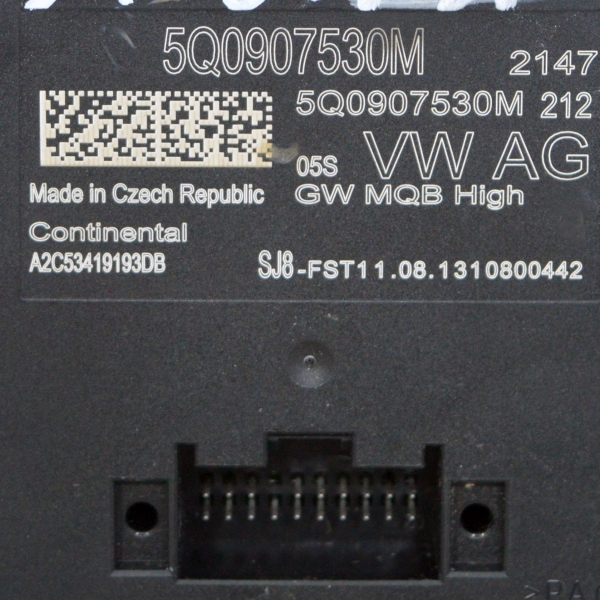 5Q0907530M 2147
5Q0907530M 212
05S VW AG
Made in Czech Republic GW MQB High
Continental
A2C53419193DB SJ8-FST11.08.1310800442